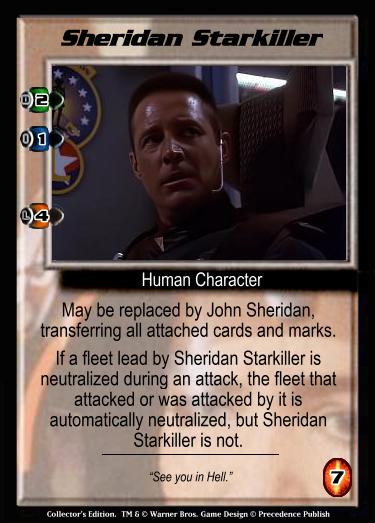 Sheridan Starkiller
D 2
I 1
L 4
Human Character
May be replaced by John Sheridan,
transferring all attached cards and marks.
If a fleet lead by Sheridan Starkiller is
neutralized during an attack, the fleet that
attacked or was attacked by it is
automatically neutralized, but Sheridan
Starkiller is not.
“See you in Hell.”
7
Collector's Edition. TM & © Warner Bros. Game Design © Precedence Publish